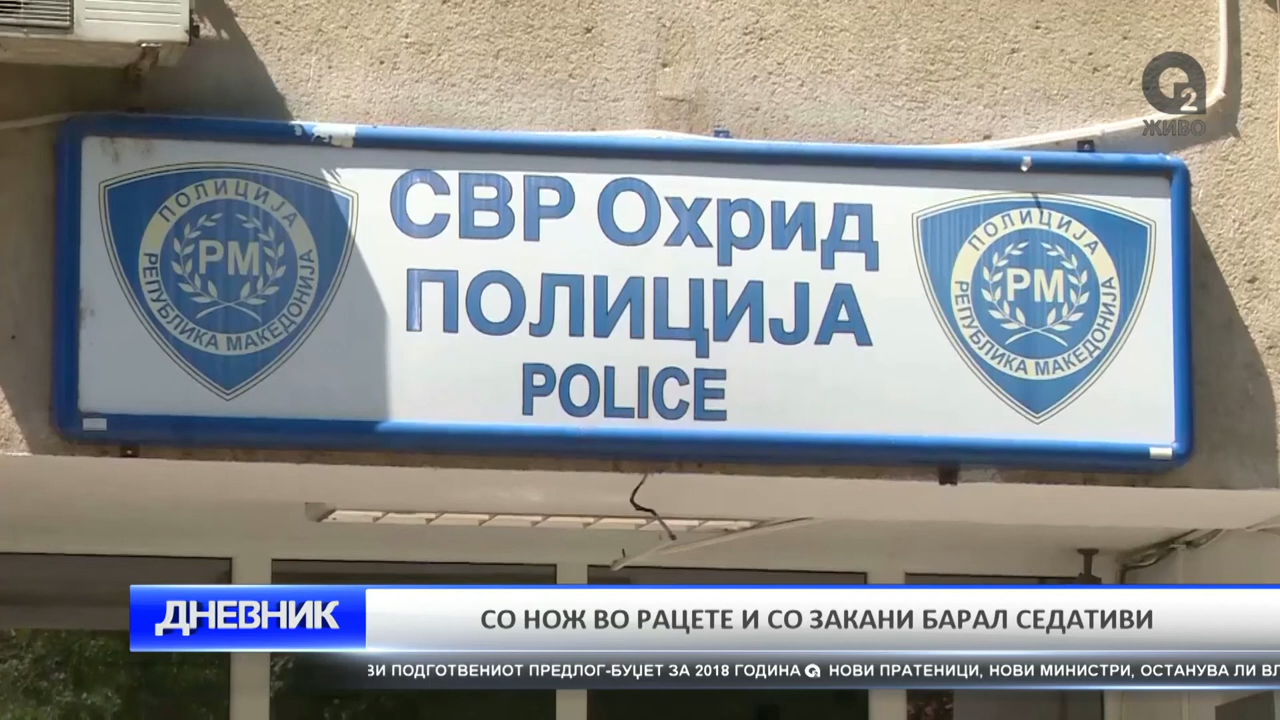 2
ЖИВО
СВР Охрид
ПОЛИЦИЈА
POLICE
ПОЛИЦИЈА
РМ
РЕПУБЛИКА МАКЕДОНИЈА
ПОЛИЦИЈА
РМ
РЕПУБЛИКА МАКЕДОНИЈА
ДНЕВНИК
СО НОЖ ВО РАЦЕТЕ И СО ЗАКАНИ БАРАЛ СЕДАТИВИ
ПОДГОТВЕНИОТ ПРЕДЛОГ-БУЏЕТ ЗА 2018 ГОДИНА НОВИ ПРАТЕНИЦИ, НОВИ МИНИСТРИ, ОСТАНУВА ЛИ